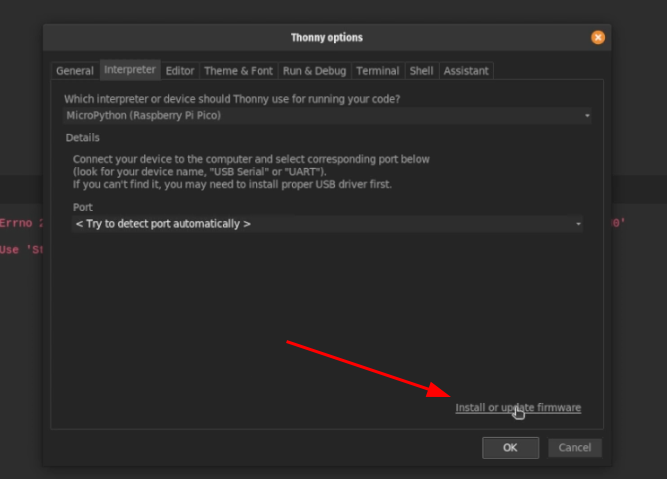 Thonny options
General Interpreter Editor Theme & Font Run & Debug Terminal Shell Assistant
Which interpreter or device should Thonny use for running your code?
MicroPython (Raspberry Pi Pico)
Details
Connect your device to the computer and select corresponding port below
(look for your device name, "USB Serial" or "UART").
If you can't find it, you may need to install proper USB driver first.
Port
< Try to detect port automatically >
Errno
Use
Install or update firmware
OK Cancel